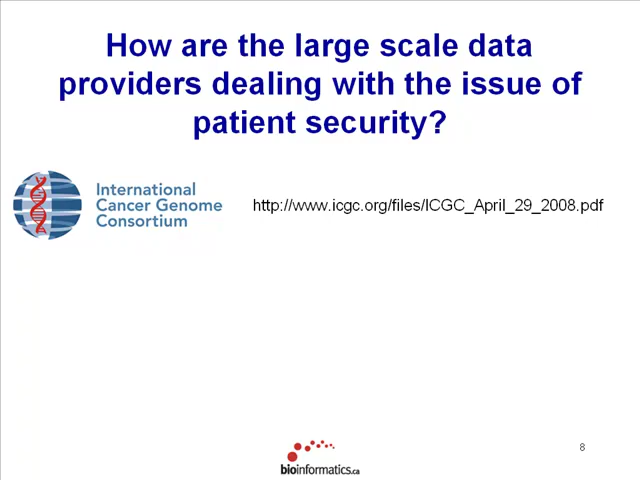 How are the large scale data
providers dealing with the issue of
patient security?
International
Cancer Genome
Consortium
http://www.icgc.org/files/ICGC_April_29_2008.pdf
8
bioinformatics.ca